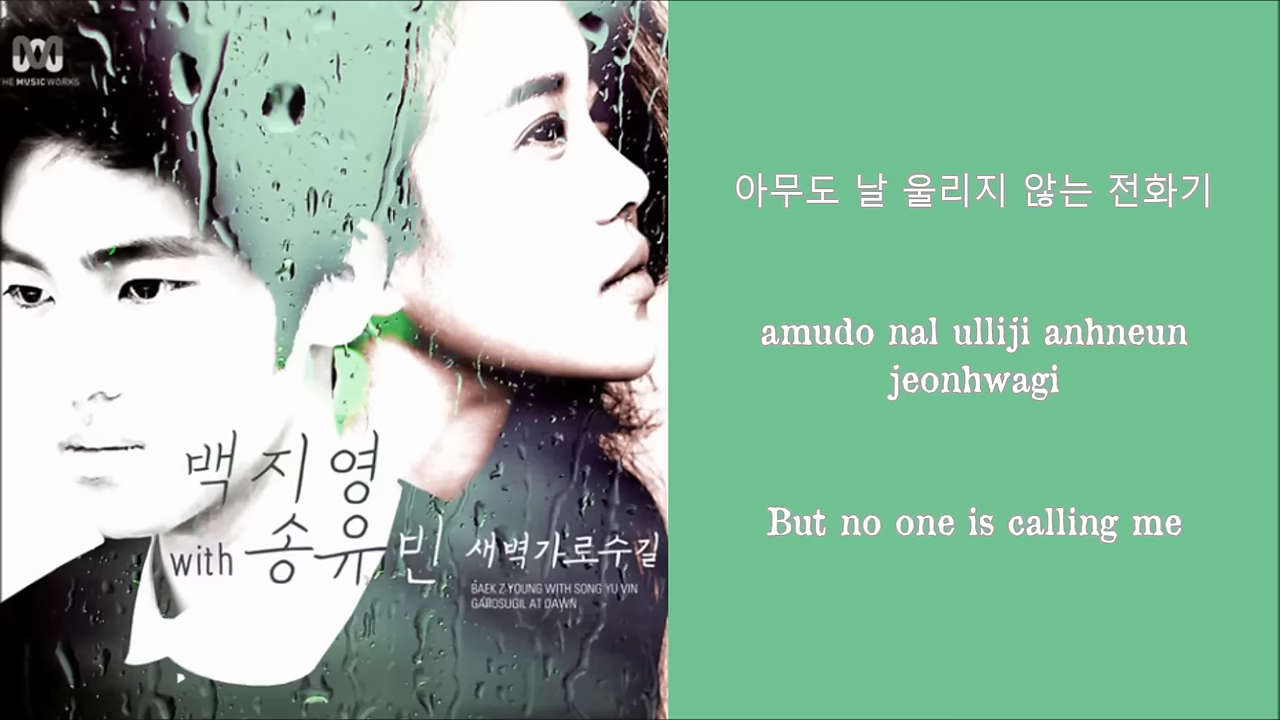 THE MUSICWORKS
백지영
with 송유빈
새벽가로수길
BAEK Z YOUNG WITH SONG YU VIN
GAROSUGIL AT DAWN
아무도 날 울리지 않는 전화기
amudo nal ulliji anhneun
jeonhwagi
But no one is calling me